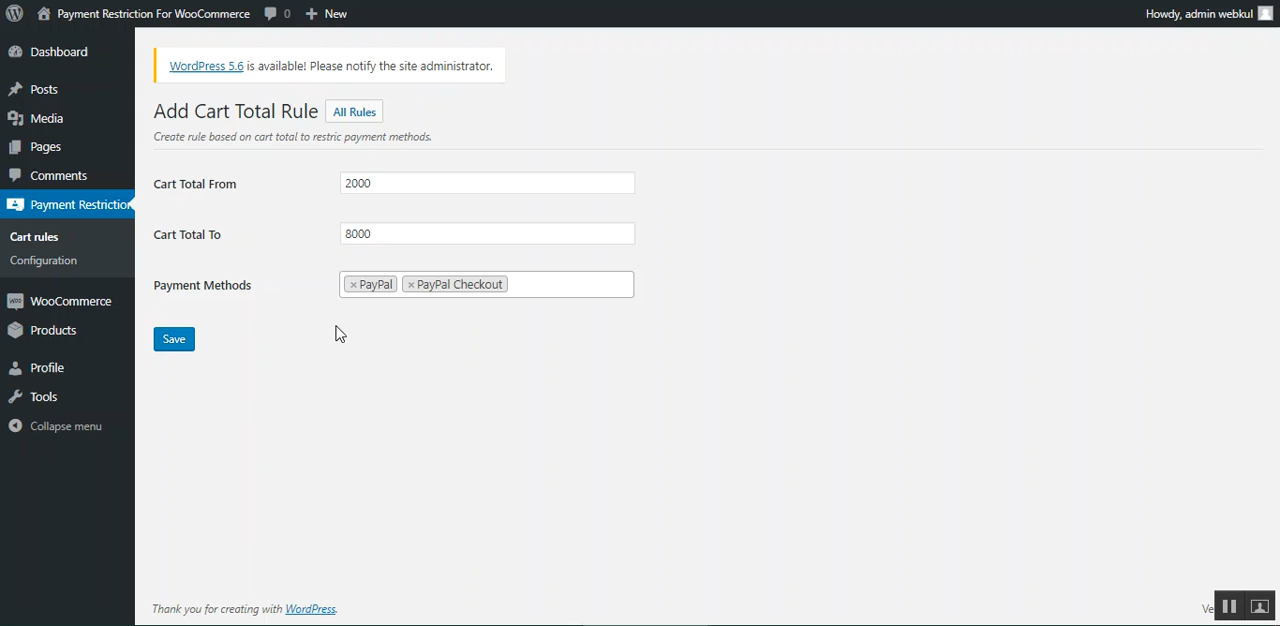 Payment Restriction For WooCommerce 0 New Howdy, admin webkul
Dashboard
Posts
Media
Pages
Comments
Payment Restriction
Cart rules
Configuration
WooCommerce
Products
Profile
Tools
Collapse menu
WordPress 5.6 is available! Please notify the site administrator.
Add Cart Total Rule All Rules
Create rule based on cart total to restric payment methods.
Cart Total From 2000
Cart Total To 8000
Payment Methods × PayPal × PayPal Checkout
Save
Thank you for creating with WordPress.